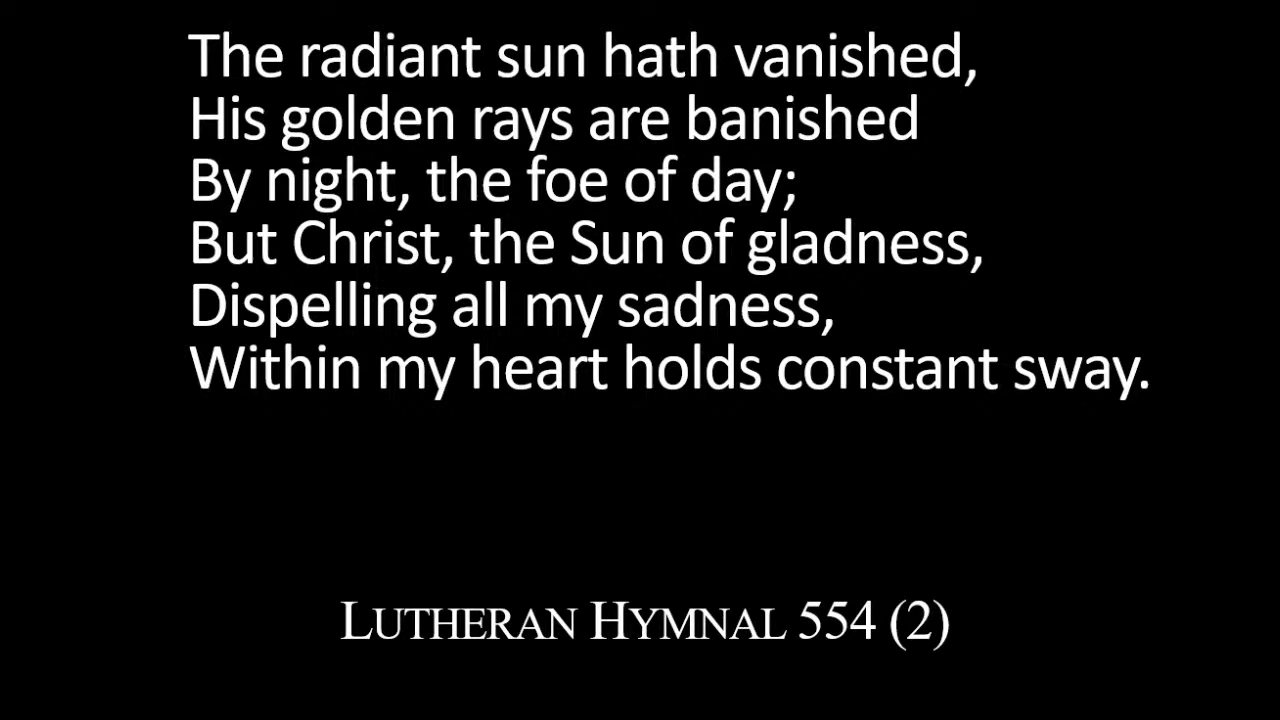 The radiant sun hath vanished,
His golden rays are banished
By night, the foe of day;
But Christ, the Sun of gladness,
Dispelling all my sadness,
Within my heart holds constant sway.
LUTHERAN HYMNAL 554 (2)